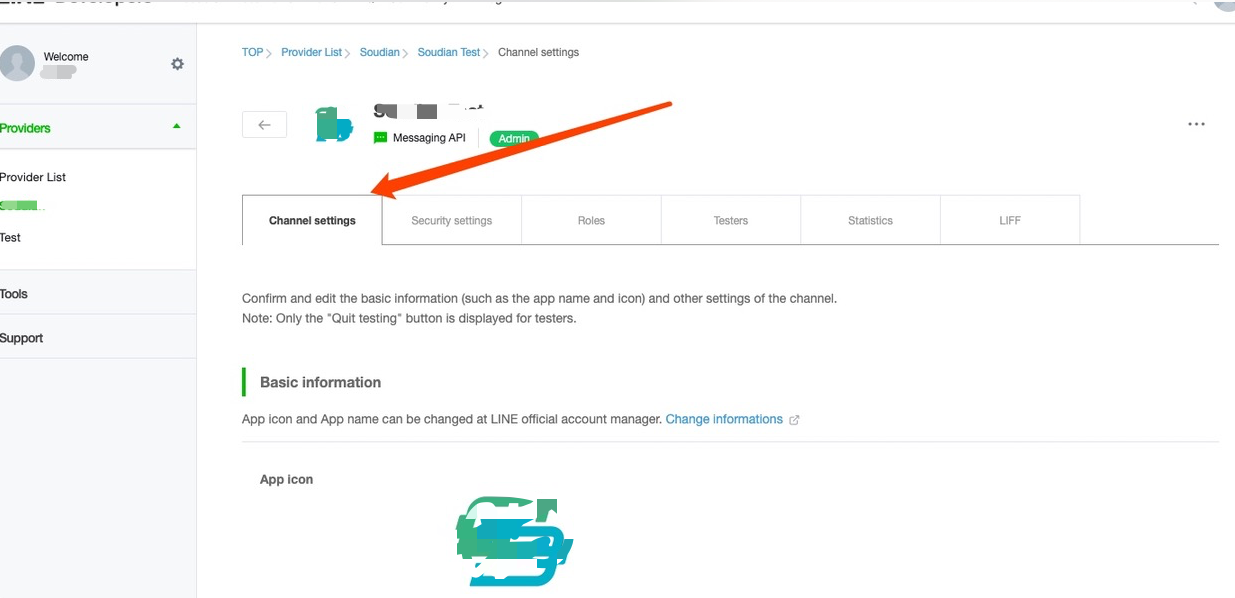 Welcome
Providers
Provider List
Test
Tools
Support
TOP
Provider List
Soudian
Soudian Test
Channel settings
Messaging API
Admin
Channel settings
Security settings
Roles
Testers
Statistics
LIFF
Confirm and edit the basic information (such as the app name and icon) and other settings of the channel.
Note: Only the "Quit testing" button is displayed for testers.
Basic information
App icon and App name can be changed at LINE official account manager. Change informations
App icon